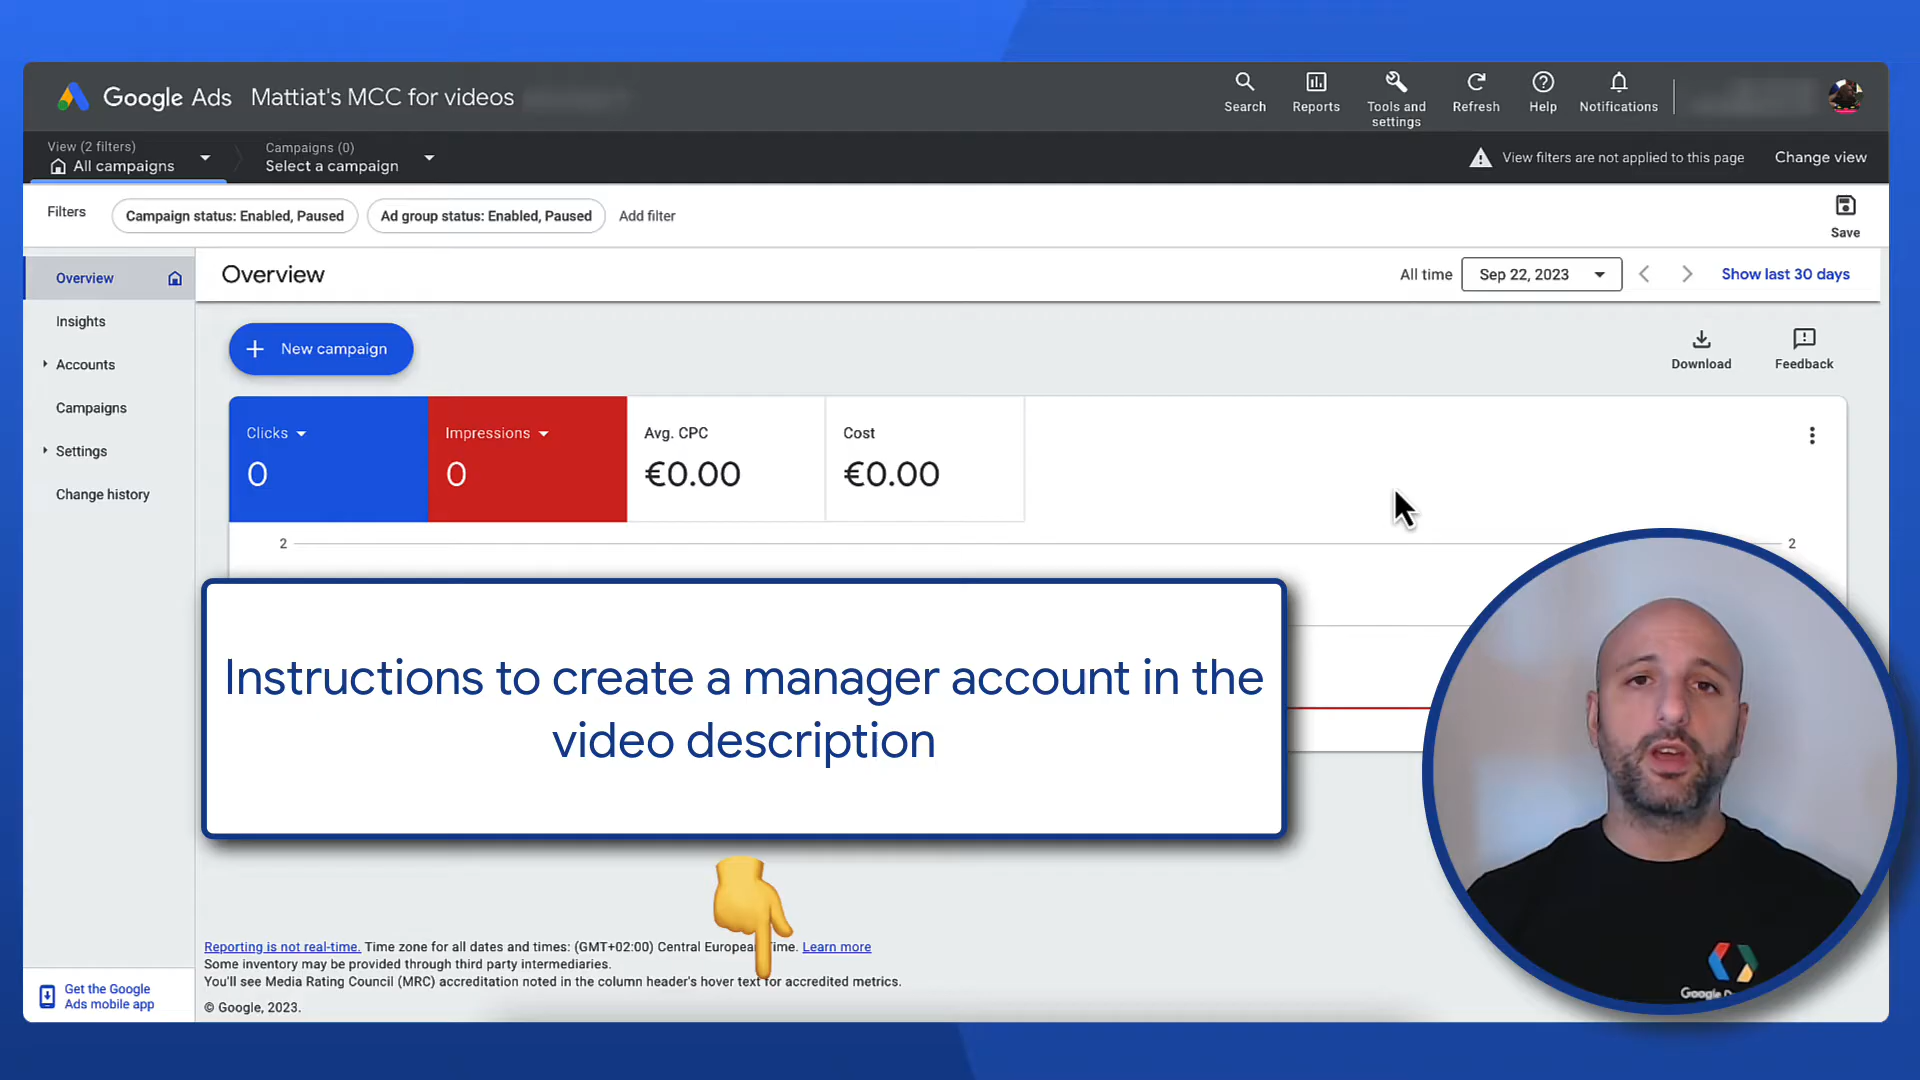 Google Ads Mattiat's MCC for videos
Search
Reports
Tools and
settings
Refresh
Help
Notifications
View (2 filters)
All campaigns
Campaigns (0)
Select a campaign
View filters are not applied to this page
Change view
Filters
Campaign status: Enabled, Paused
Ad group status: Enabled, Paused
Add filter
Save
Overview
Insights
Accounts
Campaigns
Settings
Change history
Overview
All time
Sep 22, 2023
Show last 30 days
New campaign
Download
Feedback
Clicks
0
Impressions
0
Avg. CPC
€0.00
Cost
€0.00
2
2
Instructions to create a manager account in the
video description
Reporting is not real-time. Time zone for all dates and times: (GMT+02:00) Central European Time. Learn more
Some inventory may be provided through third party intermediaries.
You'll see Media Rating Council (MRC) accreditation noted in the column header's hover text for accredited metrics.
© Google, 2023.
Get the Google
Ads mobile app
Google